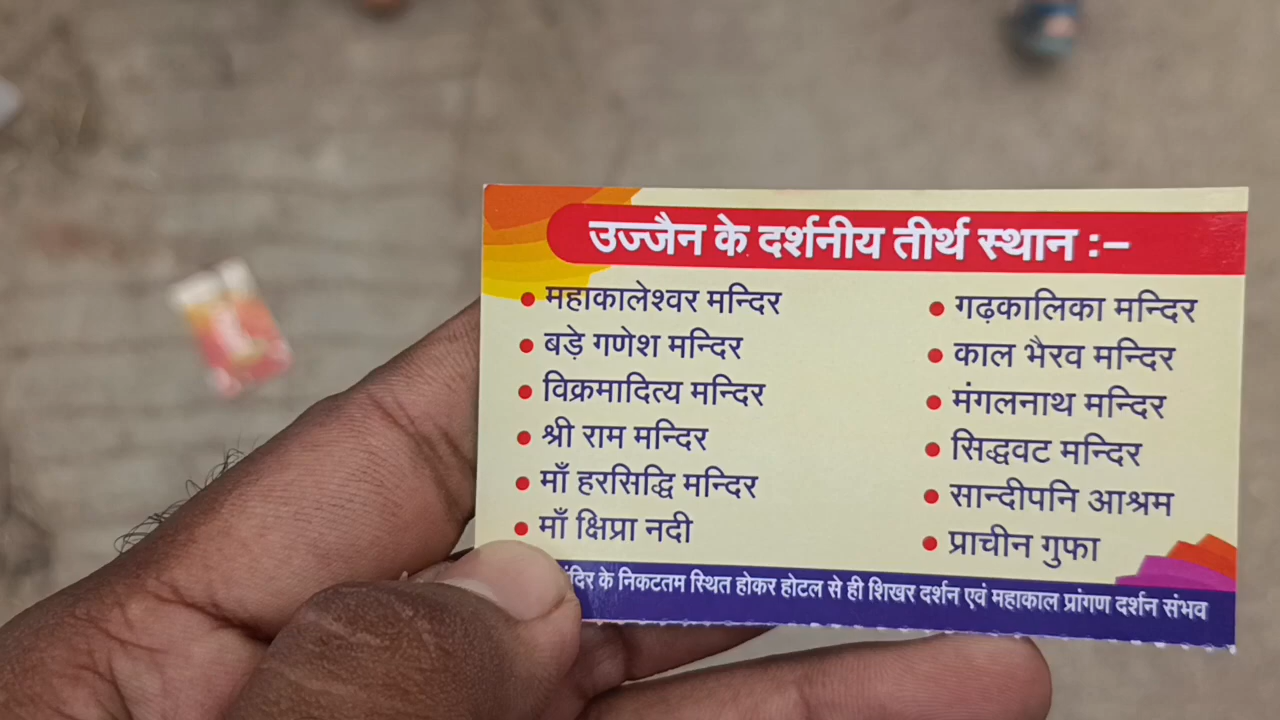 उज्जैन के दर्शनीय तीर्थ स्थान :–
• महाकालेश्वर मन्दिर
• बड़े गणेश मन्दिर
• विक्रमादित्य मन्दिर
• श्री राम मन्दिर
• माँ हरसिद्धि मन्दिर
• माँ क्षिप्रा नदी
• गढ़कालिका मन्दिर
• काल भैरव मन्दिर
• मंगलनाथ मन्दिर
• सिद्धवट मन्दिर
• सान्दीपनि आश्रम
• प्राचीन गुफा
के निकटतम स्थित होकर होटल से ही शिखर दर्शन एवं महाकाल प्रांगण दर्शन संभव